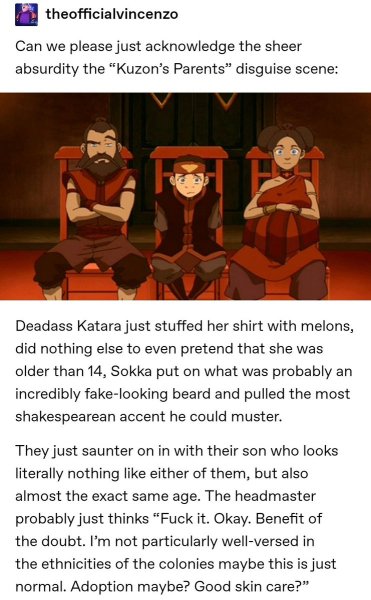 theofficialvincenzo
Can we please just acknowledge the sheer
absurdity the “Kuzon’s Parents” disguise scene:
Deadass Katara just stuffed her shirt with melons,
did nothing else to even pretend that she was
older than 14, Sokka put on what was probably an
incredibly fake-looking beard and pulled the most
shakespearean accent he could muster.
They just saunter on in with their son who looks
literally nothing like either of them, but also
almost the exact same age. The headmaster
probably just thinks “Fuck it. Okay. Benefit of
the doubt. I’m not particularly well-versed in
the ethnicities of the colonies maybe this is just
normal. Adoption maybe? Good skin care?”